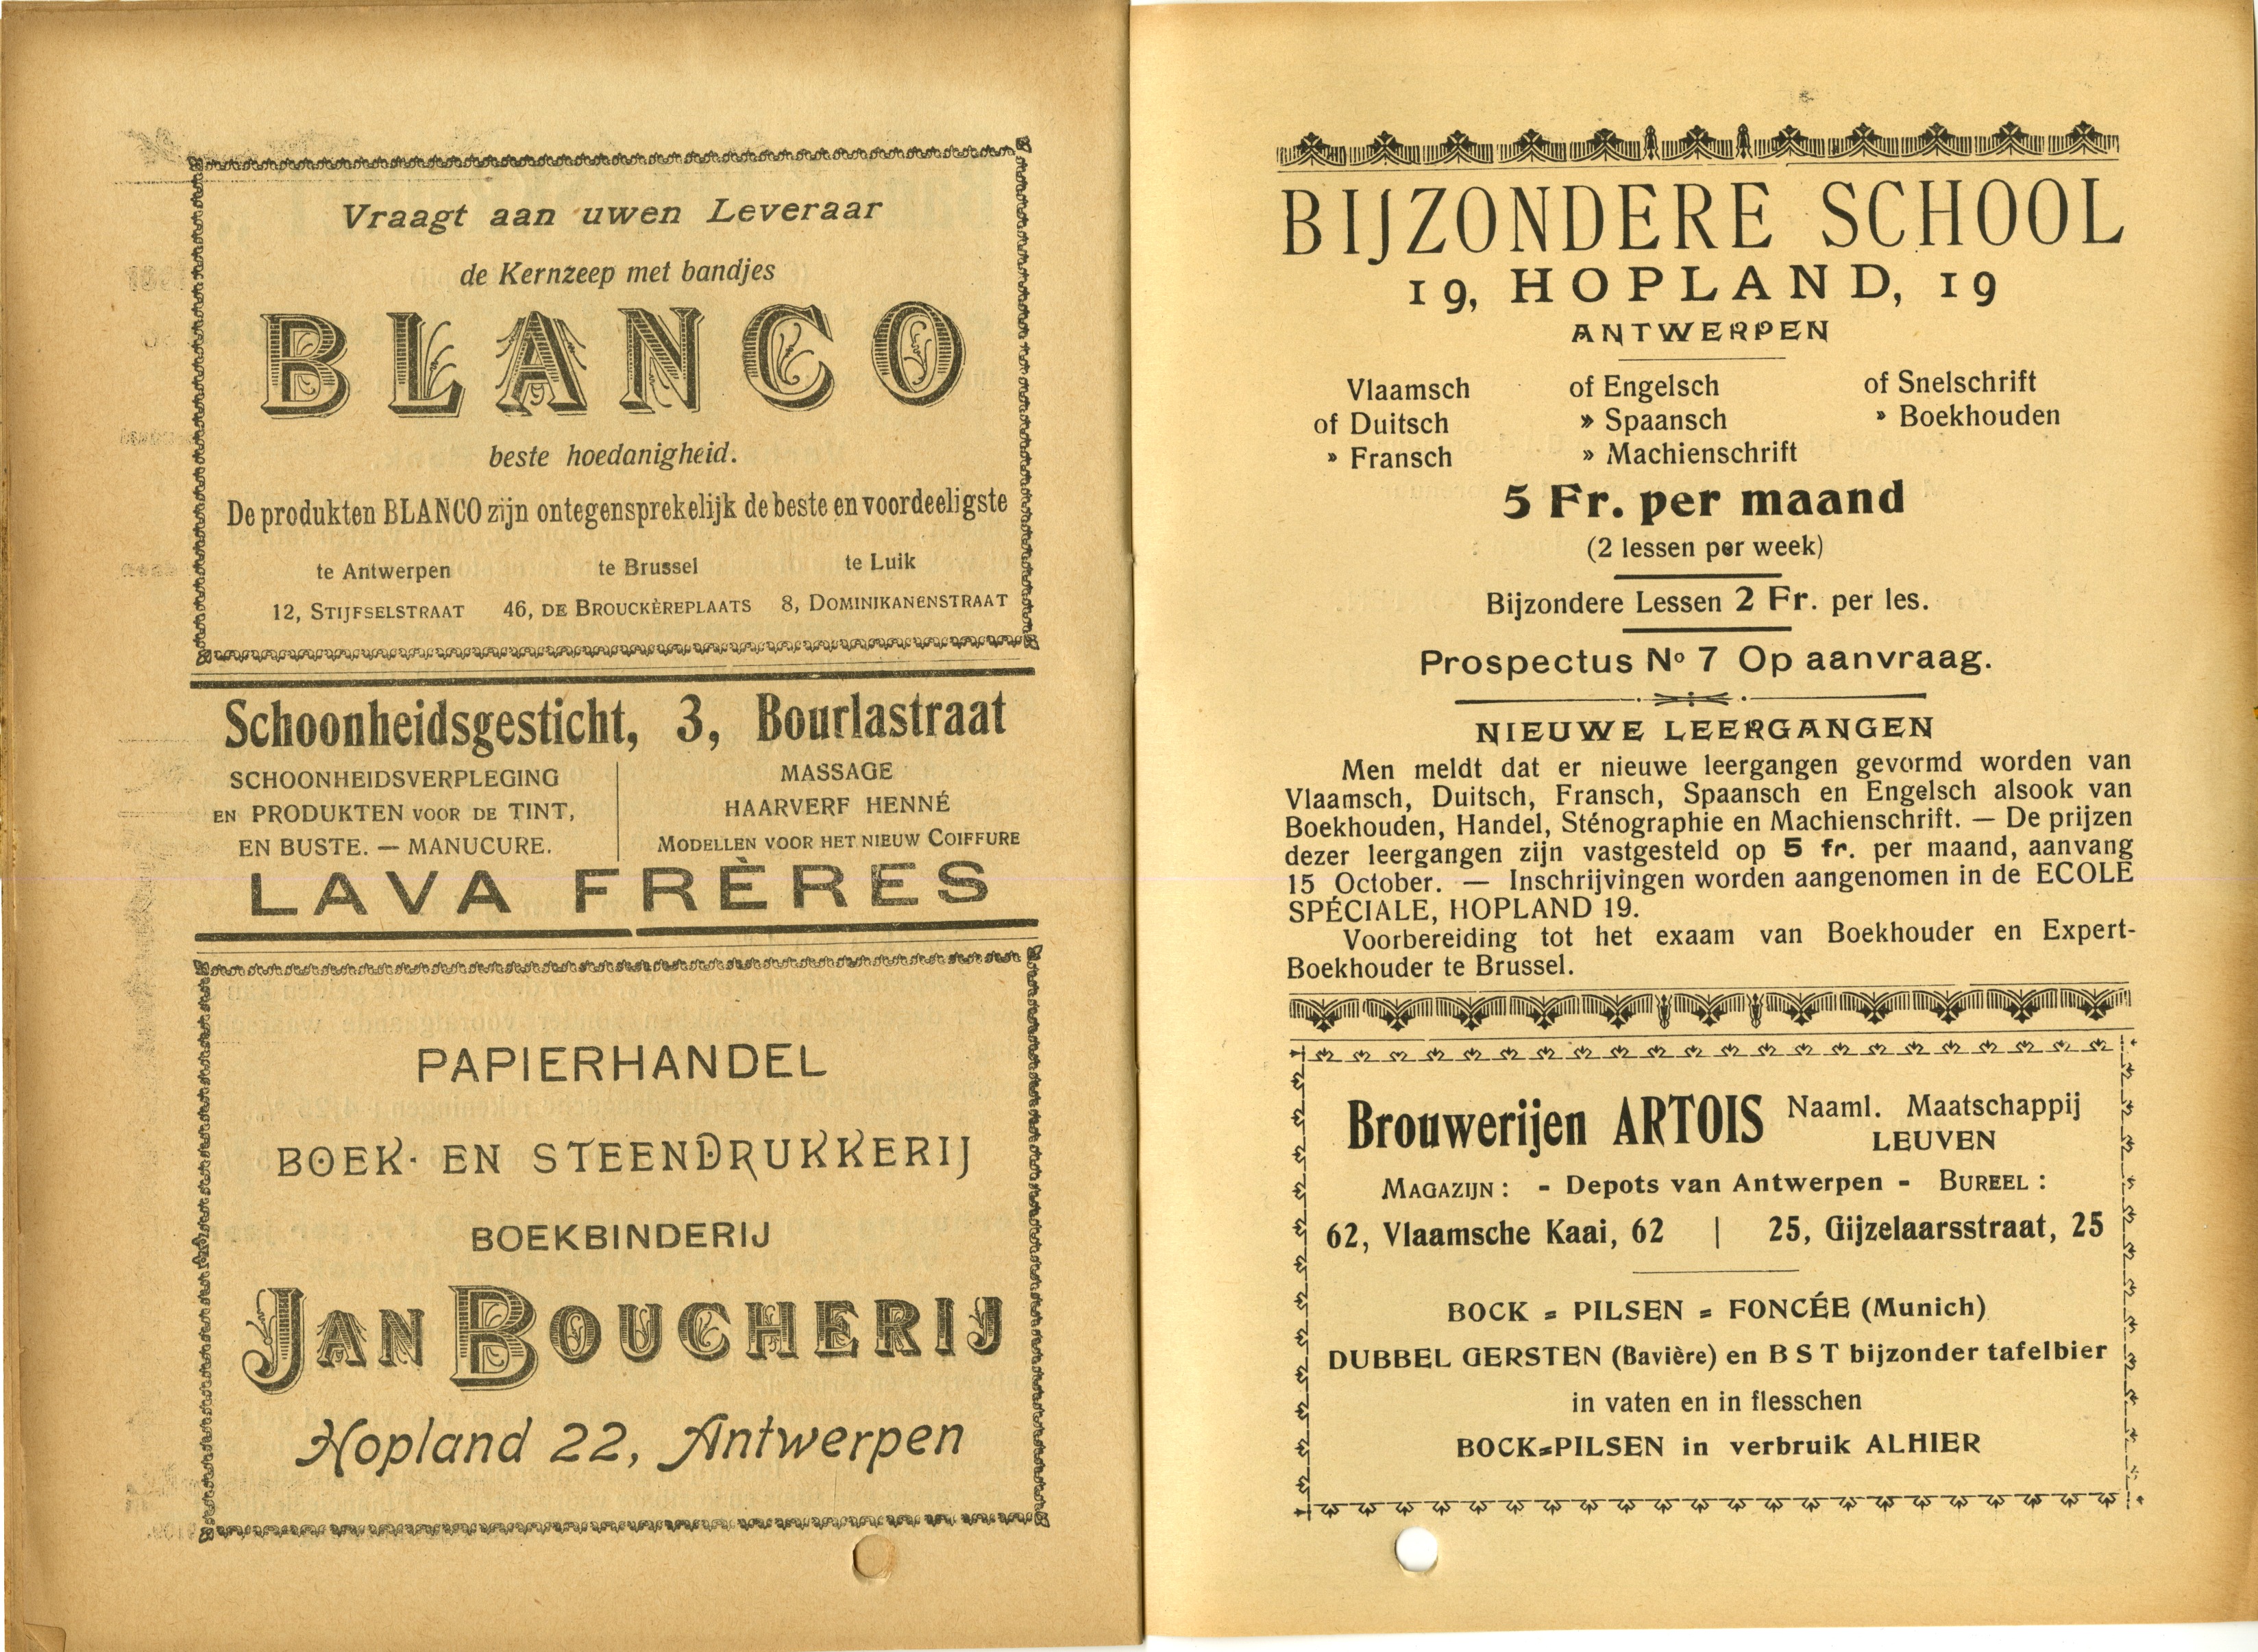 Vraagt aan uwen Leveraar
de Kernzeep met bandjes
BLANCO
beste hoedanigheid.
De produkten BLANCO zijn ontegensprekelijk de beste en voordeeligste
te Antwerpen te Brussel te Luik
12, STIJFSELSTRAAT 46, DE BROUCKÈREPLAATS 8, DOMINIKANENSTRAAT
Schoonheidsgesticht, 3, Bourlastraat
SCHOONHEIDSVERPLEGING
EN PRODUKTEN VOOR DE TINT,
EN BUSTE. — MANUCURE.
MASSAGE
HAARVERF HENNÉ
MODELLEN VOOR HET NIEUW COIFFURE
LAVA FRÈRES
PAPIERHANDEL
BOEK- EN STEENDRUKKERIJ
BOEKBINDERIJ
JAN BOUCHERIJ
Hopland 22, Antwerpen
BIJZONDERE SCHOOL
19, HOPLAND, 19
ANTWERPEN
Vlaamsch of Engelsch of Snelschrift
of Duitsch » Spaansch » Boekhouden
» Fransch » Machienschrift
5 Fr. per maand
(2 lessen per week)
Bijzondere Lessen 2 Fr. per les.
Prospectus Nº 7 Op aanvraag.
NIEUWE LEERGANGEN
Men meldt dat er nieuwe leergangen gevormd worden van
Vlaamsch, Duitsch, Fransch, Spaansch en Engelsch alsook van
Boekhouden, Handel, Sténographie en Machienschrift. — De prijzen
dezer leergangen zijn vastgesteld op 5 fr. per maand, aanvang
15 October. — Inschrijvingen worden aangenomen in de ECOLE
SPÉCIALE, HOPLAND 19.
Voorbereiding tot het exaam van Boekhouder en Expert-
Boekhouder te Brussel.
Brouwerijen ARTOIS Naaml. Maatschappij
LEUVEN
MAGAZIJN : - Depots van Antwerpen - BUREEL :
62, Vlaamsche Kaai, 62 | 25, Gijzelaarsstraat, 25
BOCK = PILSEN = FONCÉE (Munich)
DUBBEL GERSTEN (Bavière) en B S T bijzonder tafelbier
in vaten en in flesschen
BOCK=PILSEN in verbruik ALHIER